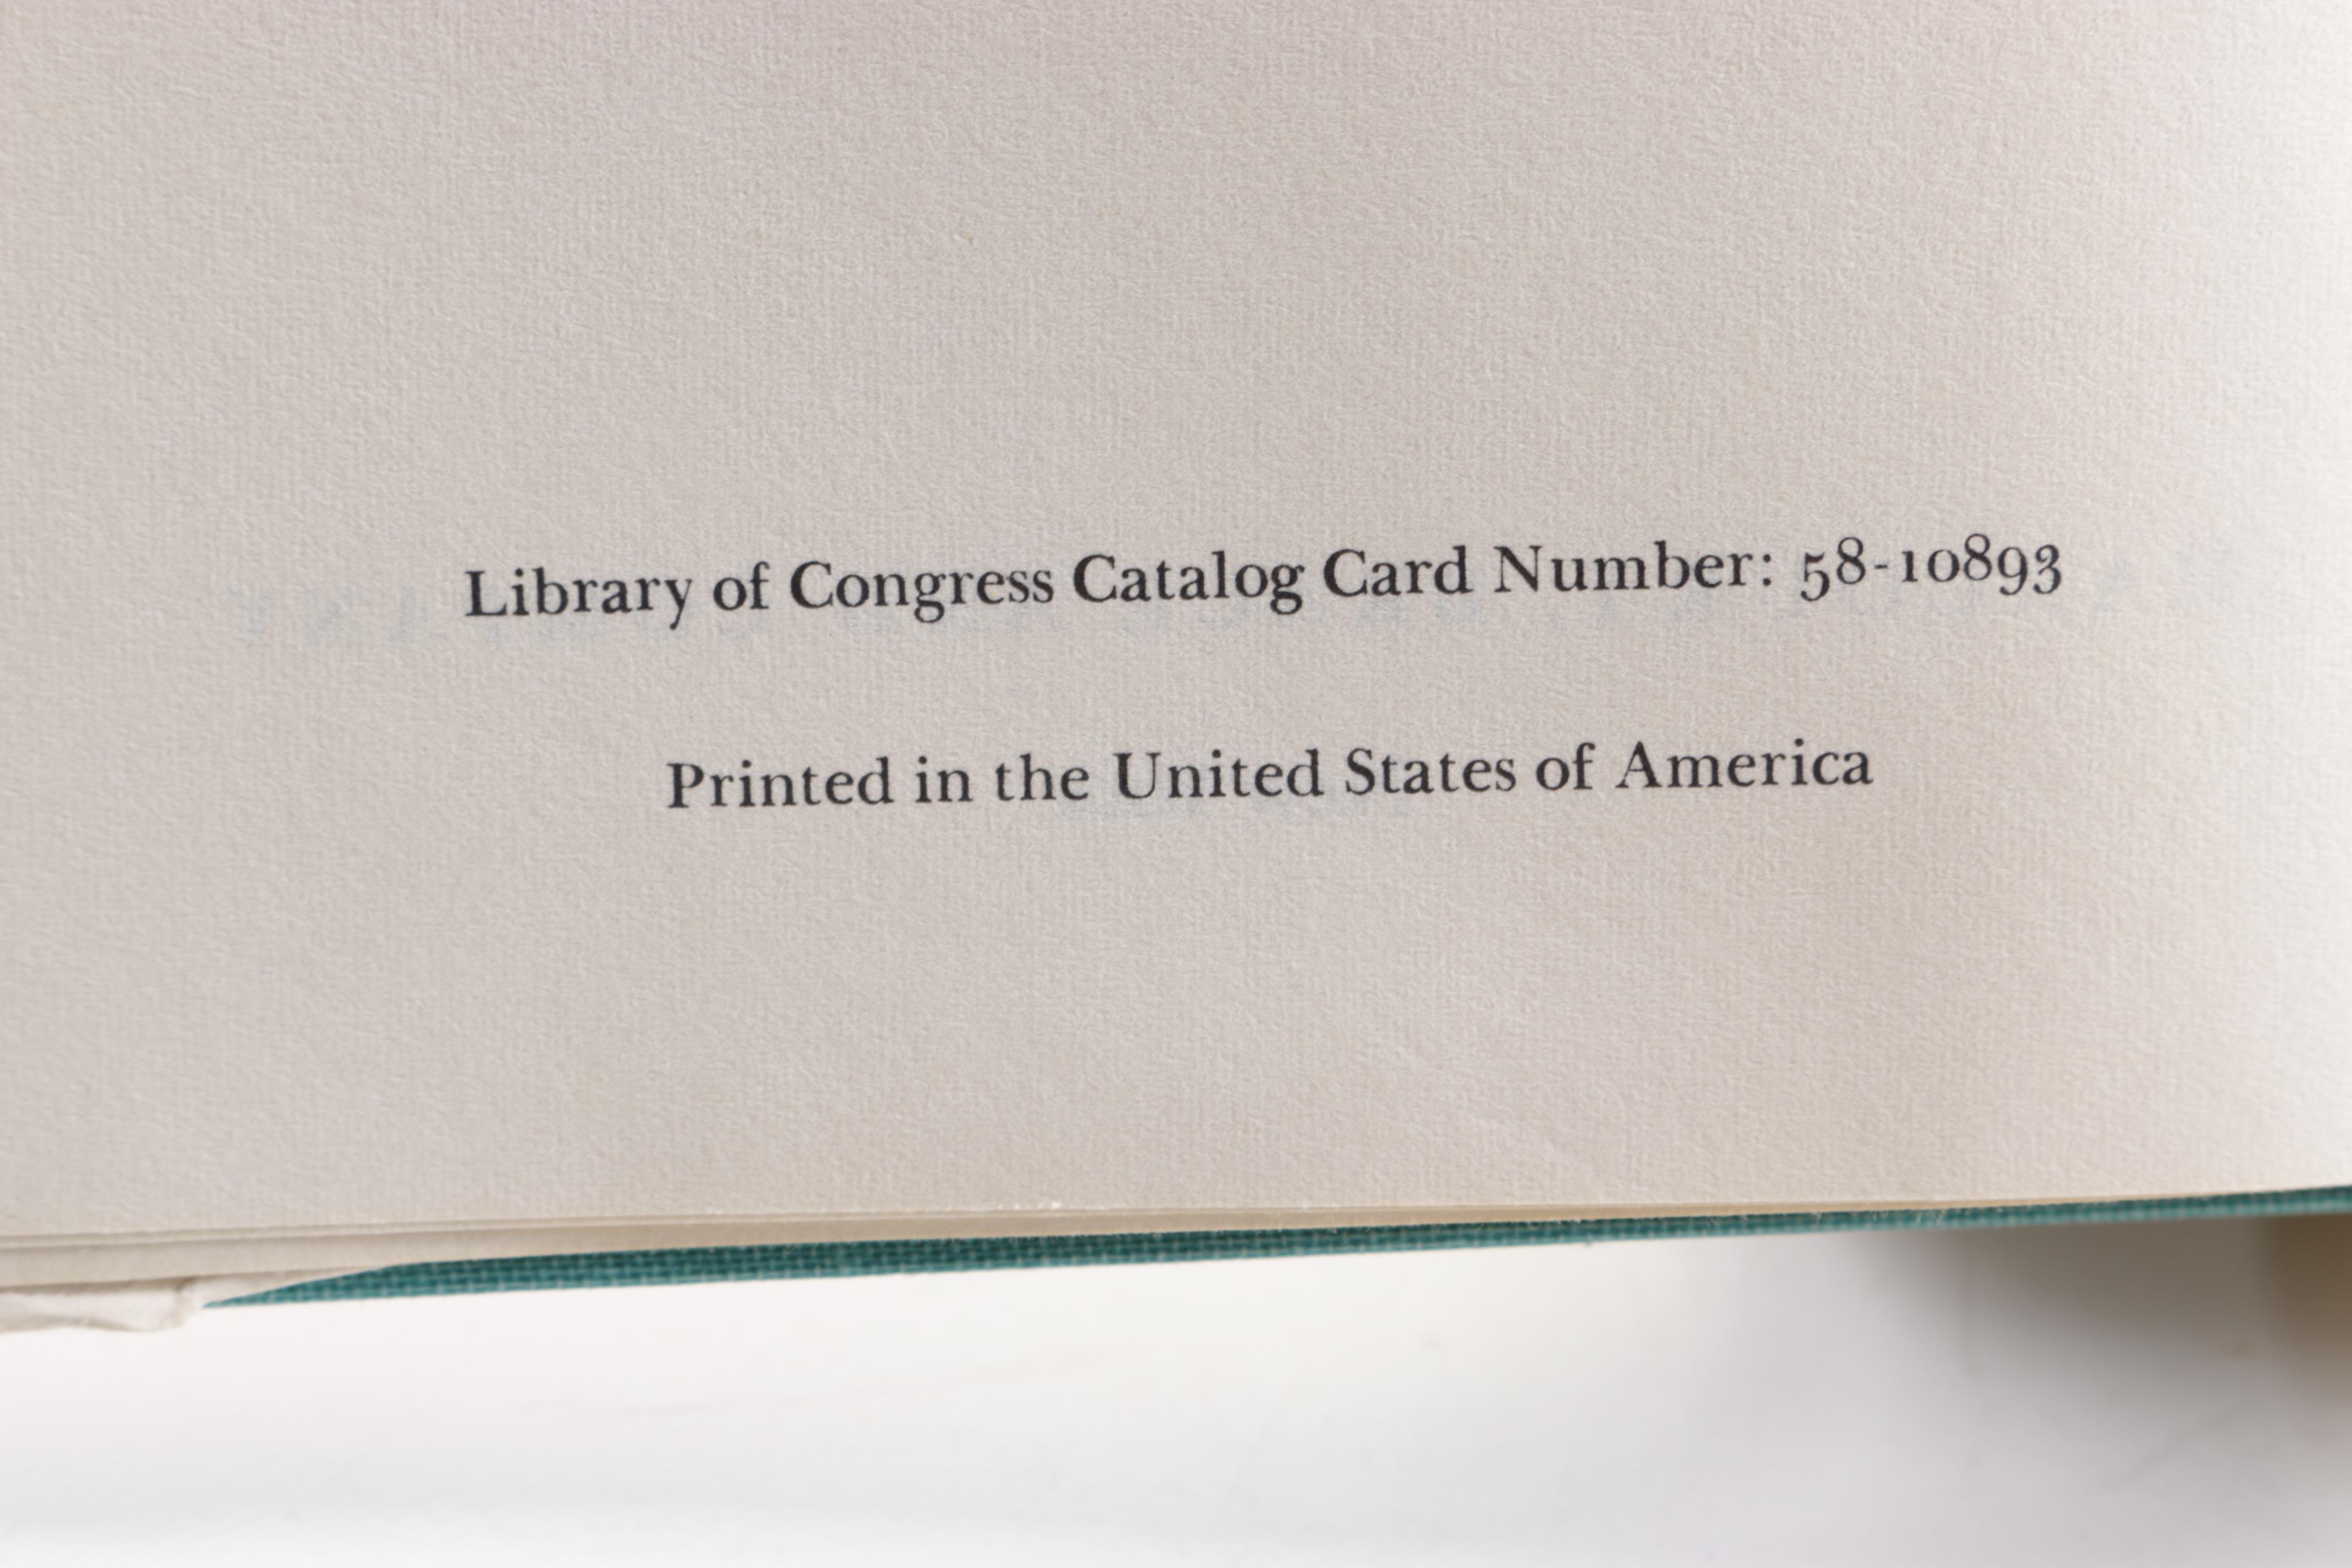 Library of Congress Catalog Card Number: 58-10893
Printed in the United States of America